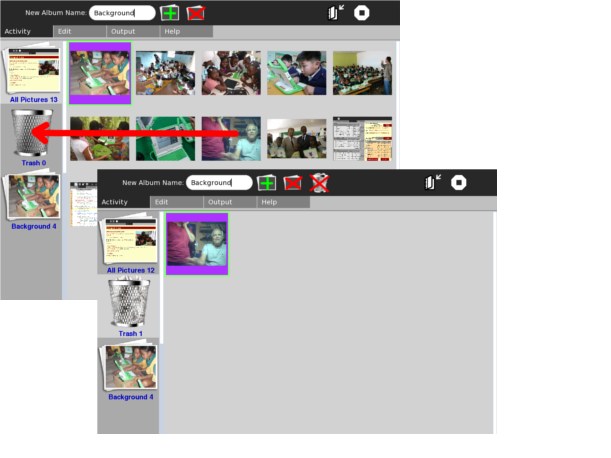 New Album Name: Background
Activity Edit Output Help
All Pictures 13
Trash 0
Background 4
New Album Name: Background
Activity Edit Output Help
All Pictures 12
Trash 1
Background 4